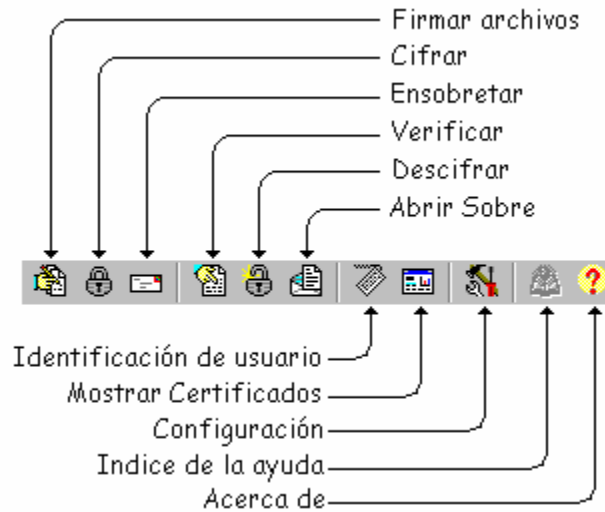 Firmar archivos
Cifrar
Ensobretar
Verificar
Descifrar
Abrir Sobre
Identificación de usuario
Mostrar Certificados
Configuración
Indice de la ayuda
Acerca de